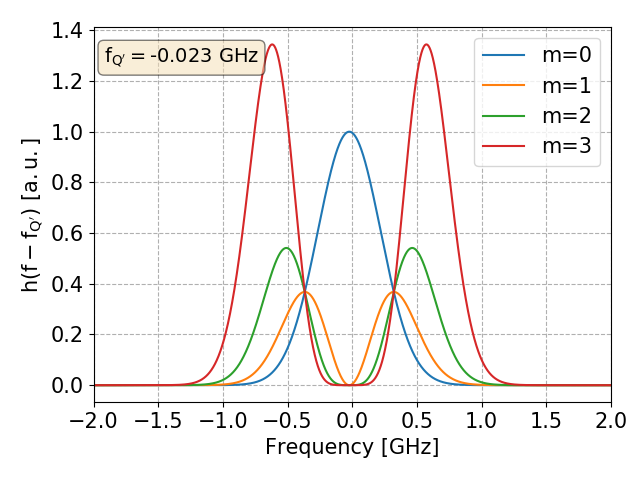 f_Q' = -0.023 GHz
m=0
m=1
m=2
m=3
1.4
1.2
1.0
0.8
0.6
0.4
0.2
0.0
h(f − f_Q') [a. u. ]
−2.0 −1.5 −1.0 −0.5 0.0 0.5 1.0 1.5 2.0
Frequency [GHz]